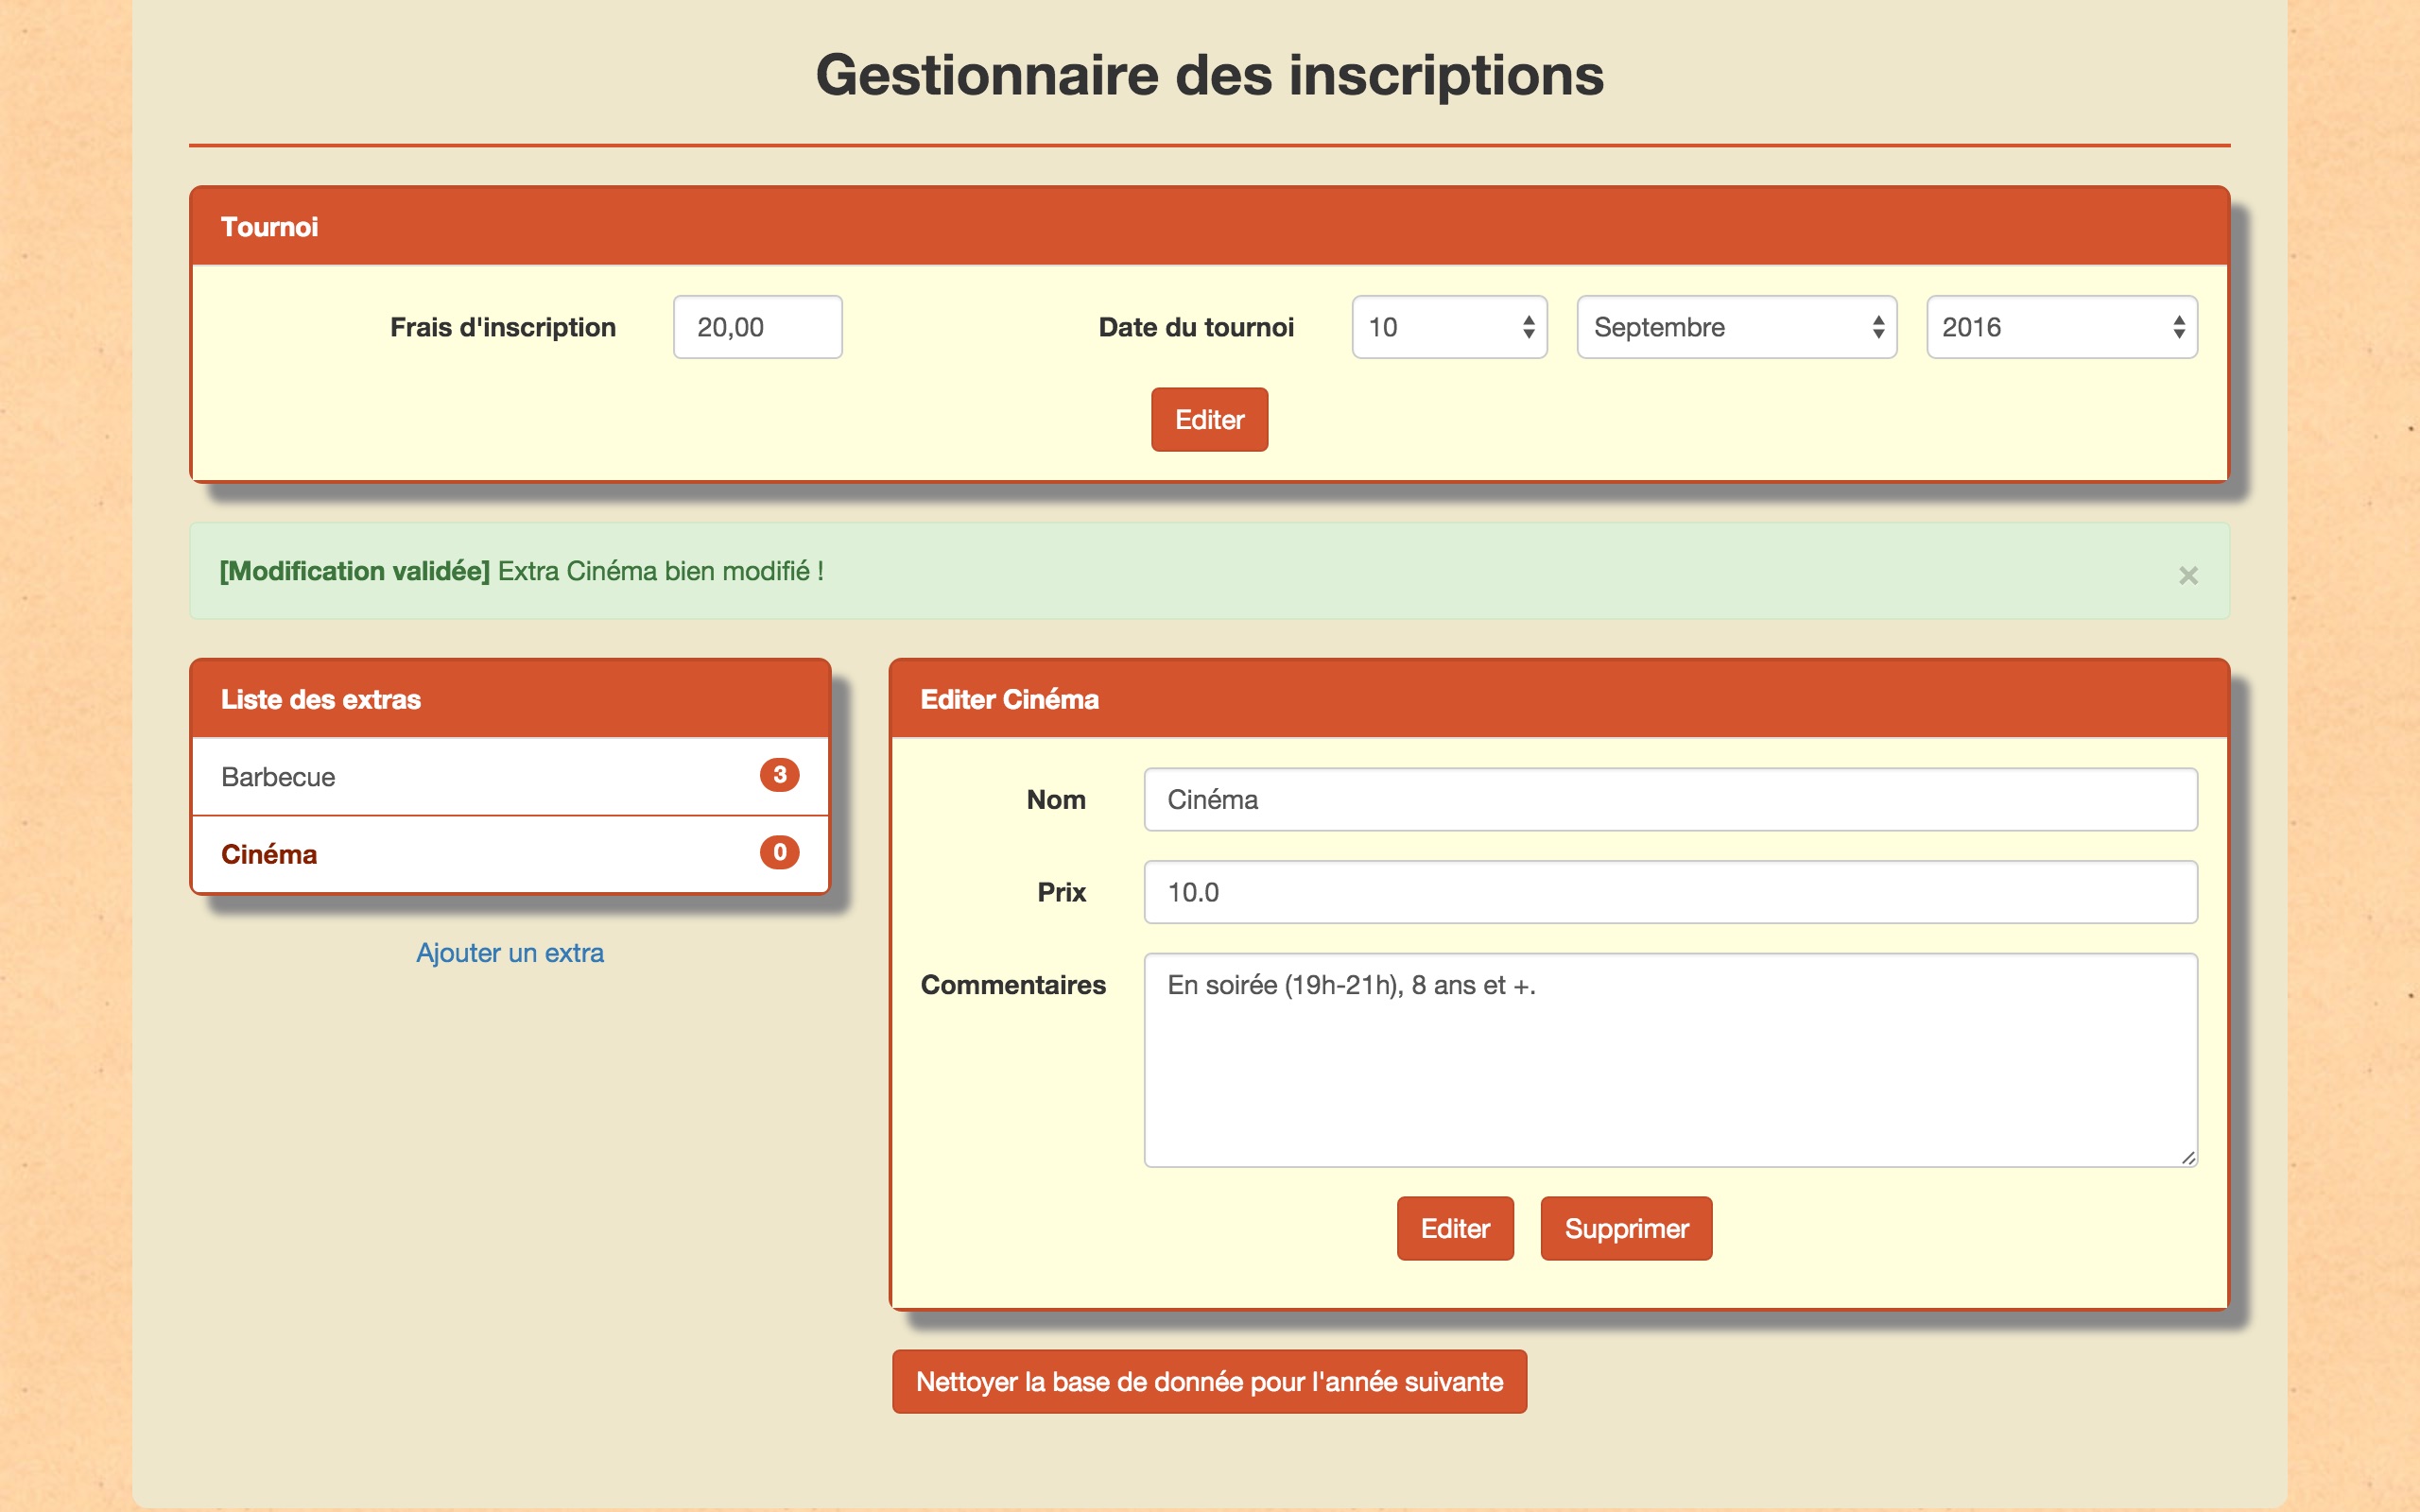 Gestionnaire des inscriptions
Tournoi
Frais d'inscription 20,00 Date du tournoi 10 Septembre 2016
Editer
[Modification validée] Extra Cinéma bien modifié !
×
Liste des extras
Barbecue 3
Cinéma 0
Ajouter un extra
Editer Cinéma
Nom Cinéma
Prix 10.0
Commentaires En soirée (19h-21h), 8 ans et +.
Editer Supprimer
Nettoyer la base de donnée pour l'année suivante